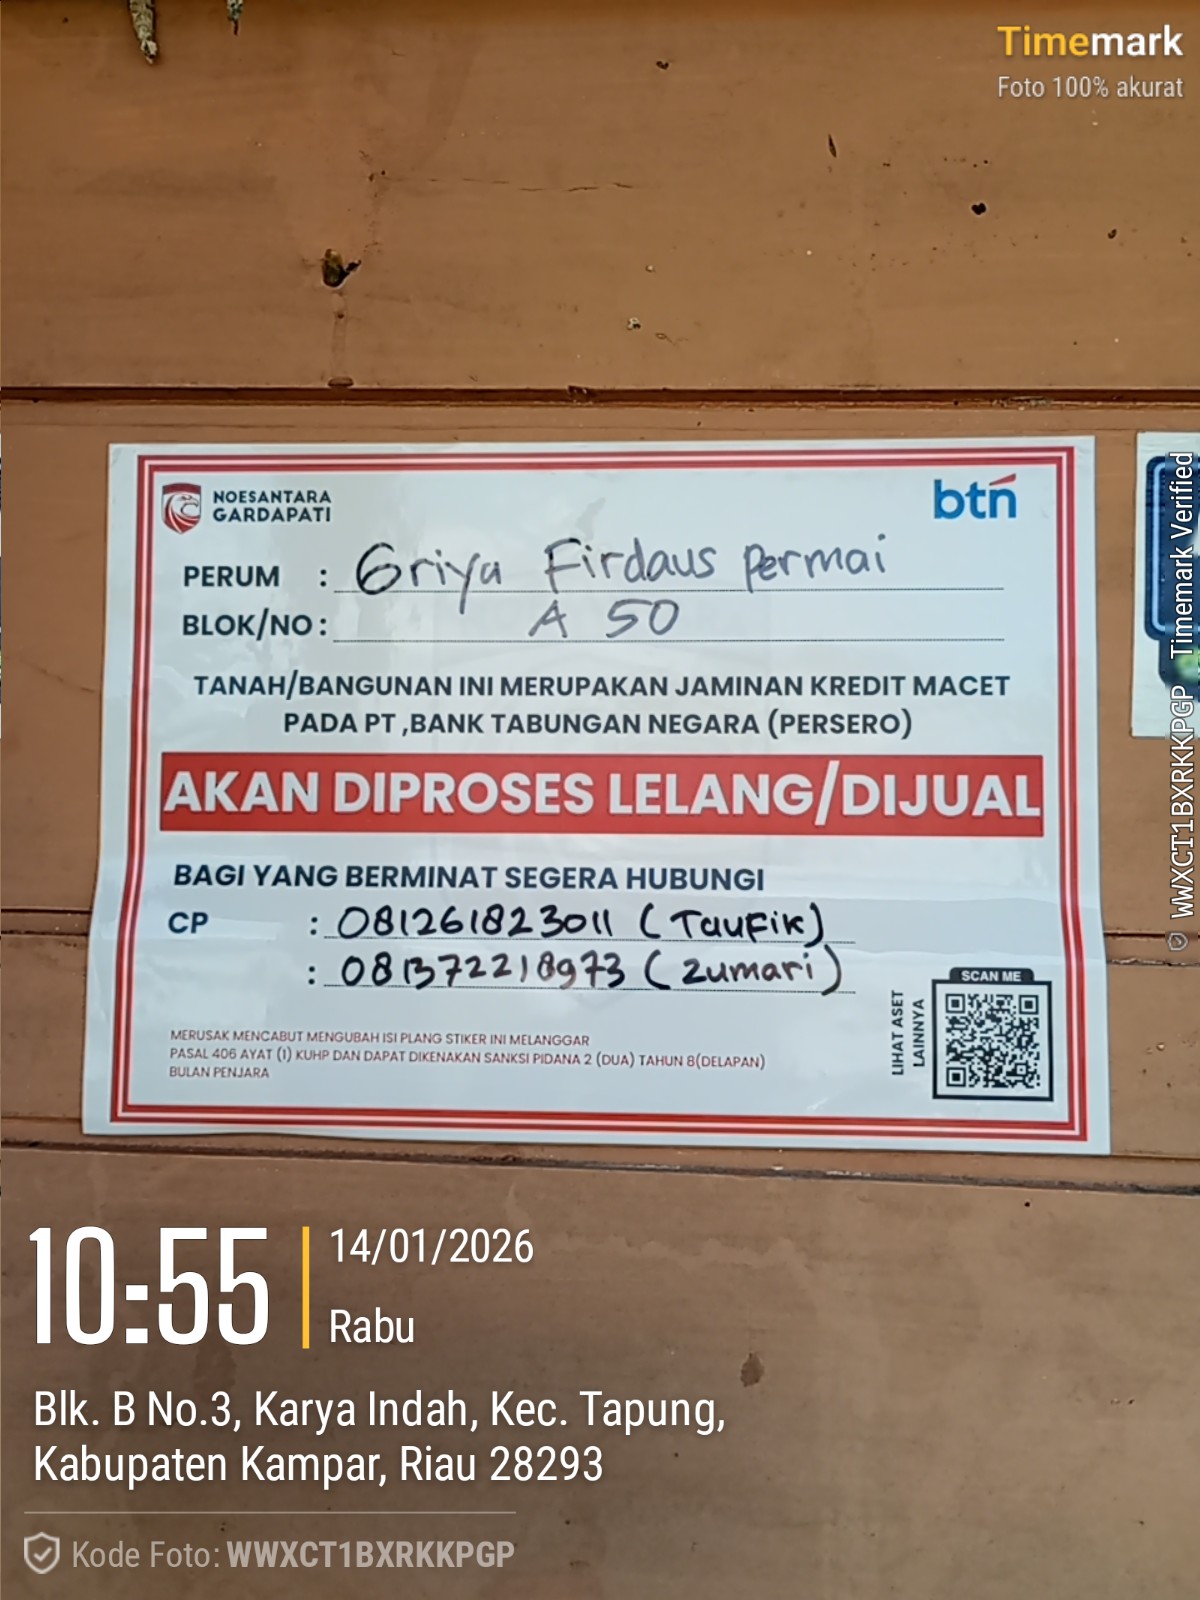 Timemark
Foto 100% akurat
NOESANTARA
GARDAPATI
btn
PERUM : Griya Firdaus Permai
BLOK/NO : A 50
TANAH/BANGUNAN INI MERUPAKAN JAMINAN KREDIT MACET
PADA PT ,BANK TABUNGAN NEGARA (PERSERO)
AKAN DIPROSES LELANG/DIJUAL
BAGI YANG BERMINAT SEGERA HUBUNGI
CP : 081261823011 (Taufik)
: 081372218973 (Zumari)
MERUSAK MENCABUT MENGUBAH ISI PLANG STIKER INI MELANGGAR
PASAL 406 AYAT (1) KUHP DAN DAPAT DIKENAKAN SANKSI PIDANA 2 (DUA) TAHUN 8(DELAPAN)
BULAN PENJARA
LIHAT ASET
LAINNYA
SCAN ME
WWXCT1BXRKKPGP Timemark Verified
10:55
14/01/2026
Rabu
Blk. B No.3, Karya Indah, Kec. Tapung,
Kabupaten Kampar, Riau 28293
Kode Foto: WWXCT1BXRKKPGP